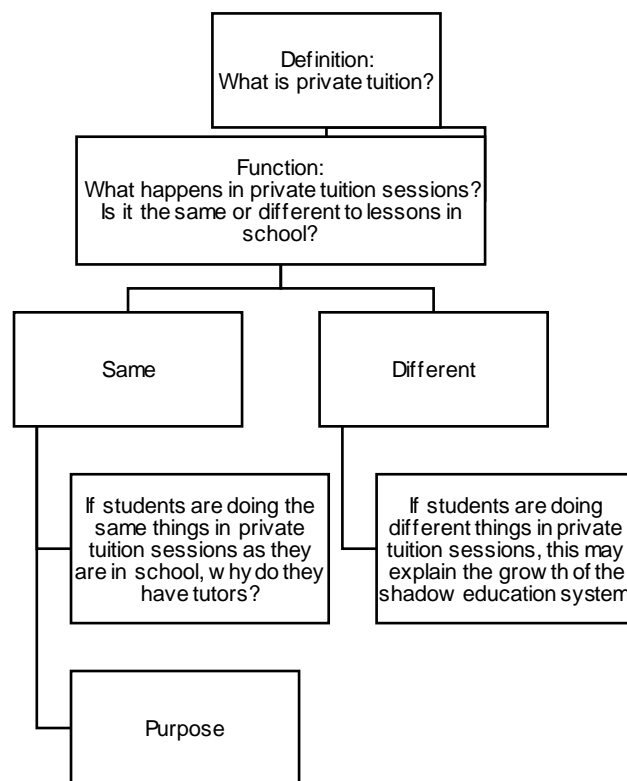 Definition:
What is private tuition?
Function:
What happens in private tuition sessions?
Is it the same or different to lessons in
school?
Same
Different
If students are doing the
same things in private
tuition sessions as they
are in school, why do they
have tutors?
If students are doing
different things in private
tuition sessions, this may
explain the growth of the
shadow education system
Purpose